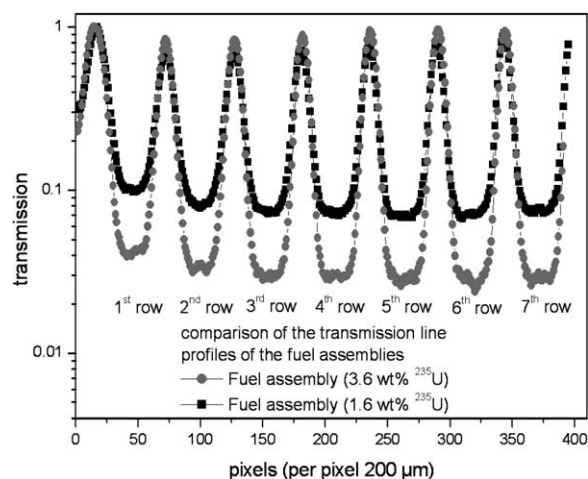 1
0.1
0.01
transmission
1st row 2nd row 3rd row 4th row 5th row 6th row 7th row
comparison of the transmission line
profiles of the fuel assemblies
Fuel assembly (3.6 wt% ²³⁵U)
Fuel assembly (1.6 wt% ²³⁵U)
0 50 100 150 200 250 300 350 400
pixels (per pixel 200 µm)